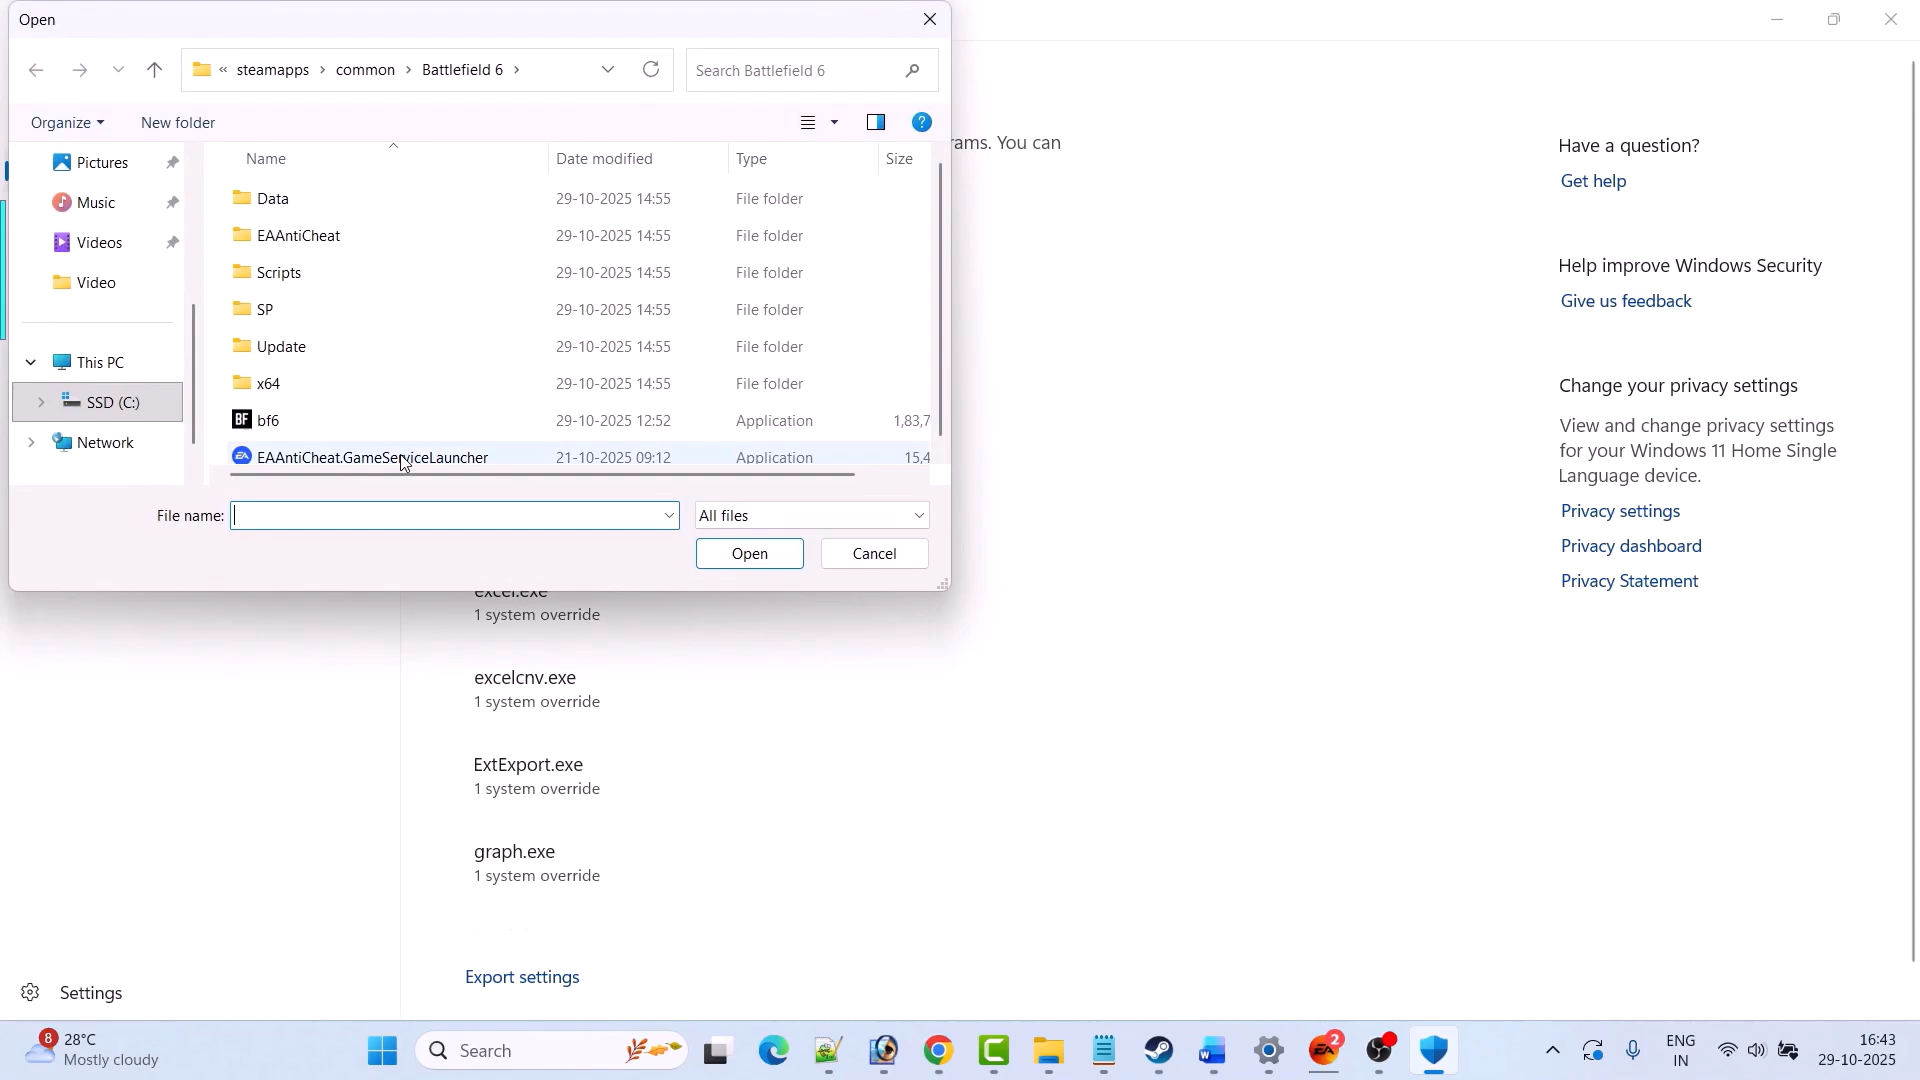 Open
« steamapps › common › Battlefield 6 ›
Search Battlefield 6
Organize
New folder
Name
Date modified
Type
Size
Pictures
Music
Videos
Video
This PC
SSD (C:)
Network
Data 29-10-2025 14:55 File folder
EAAntiCheat 29-10-2025 14:55 File folder
Scripts 29-10-2025 14:55 File folder
SP 29-10-2025 14:55 File folder
Update 29-10-2025 14:55 File folder
x64 29-10-2025 14:55 File folder
BF bf6 29-10-2025 12:52 Application 1,83,7
EA EAAntiCheat.GameServiceLauncher 21-10-2025 09:12 Application 15,4
File name:
All files
Open
Cancel
rams. You can
Have a question?
Get help
Help improve Windows Security
Give us feedback
Change your privacy settings
View and change privacy settings
for your Windows 11 Home Single
Language device.
Privacy settings
Privacy dashboard
Privacy Statement
excel.exe
1 system override
excelcnv.exe
1 system override
ExtExport.exe
1 system override
graph.exe
1 system override
Export settings
Settings
8
28°C
Mostly cloudy
Search
EA
2
ENG
IN
16:43
29-10-2025